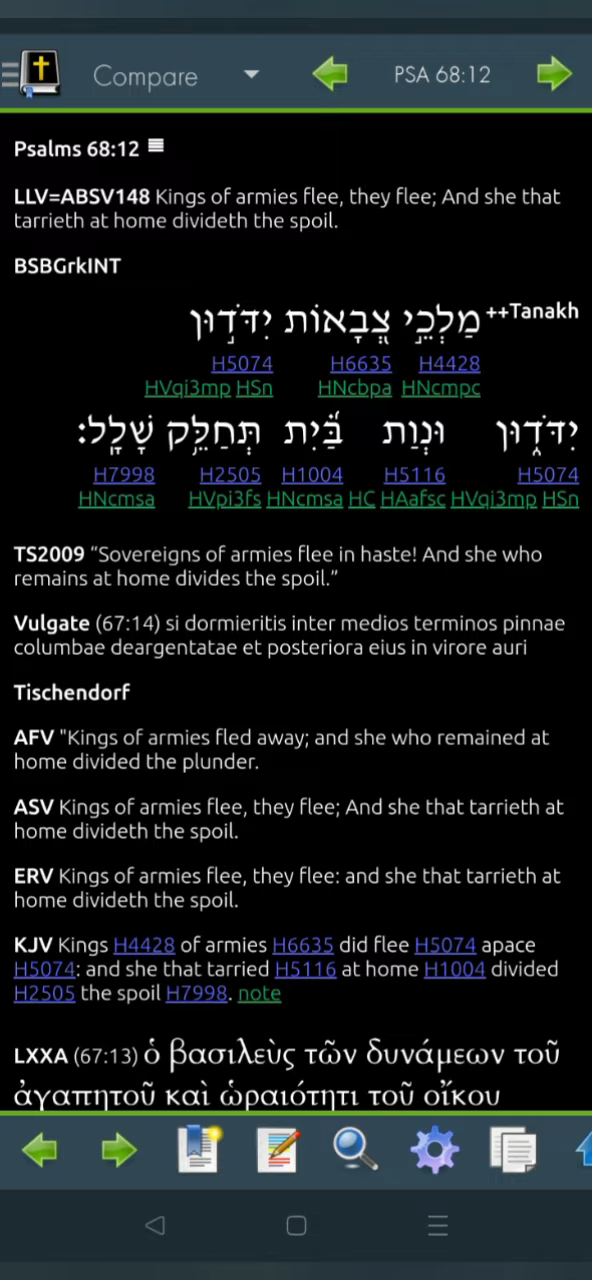 Compare
PSA 68:12
Psalms 68:12
LLV=ABSV148 Kings of armies flee, they flee; And she that
tarrieth at home divideth the spoil.
BSBGrkINT
++Tanakh מַלְכֵ֣י צְ֭בָאוֹת יִדֹּד֣וּן
H5074 H6635 H4428
HVqi3mp HSn HNcbpa HNcmpc
יִדֹּד֑וּן וּנְוַת בַּ֝֗יִת תְּחַלֵּ֥ק שָׁלָֽל׃
H7998 H2505 H1004 H5116 H5074
HNcmsa HVpi3fs HNcmsa HC HAafsc HVqi3mp HSn
TS2009 “Sovereigns of armies flee in haste! And she who
remains at home divides the spoil.”
Vulgate (67:14) si dormieritis inter medios terminos pinnae
columbae deargentatae et posteriora eius in virore auri
Tischendorf
AFV "Kings of armies fled away; and she who remained at
home divided the plunder.
ASV Kings of armies flee, they flee; And she that tarrieth at
home divideth the spoil.
ERV Kings of armies flee, they flee: and she that tarrieth at
home divideth the spoil.
KJV Kings H4428 of armies H6635 did flee H5074 apace
H5074: and she that tarried H5116 at home H1004 divided
H2505 the spoil H7998. note
LXXA (67:13) ὁ βασιλεὺς τῶν δυνάμεων τοῦ
ἀγαπητοῦ καὶ ὡραιότητι τοῦ οἴκου